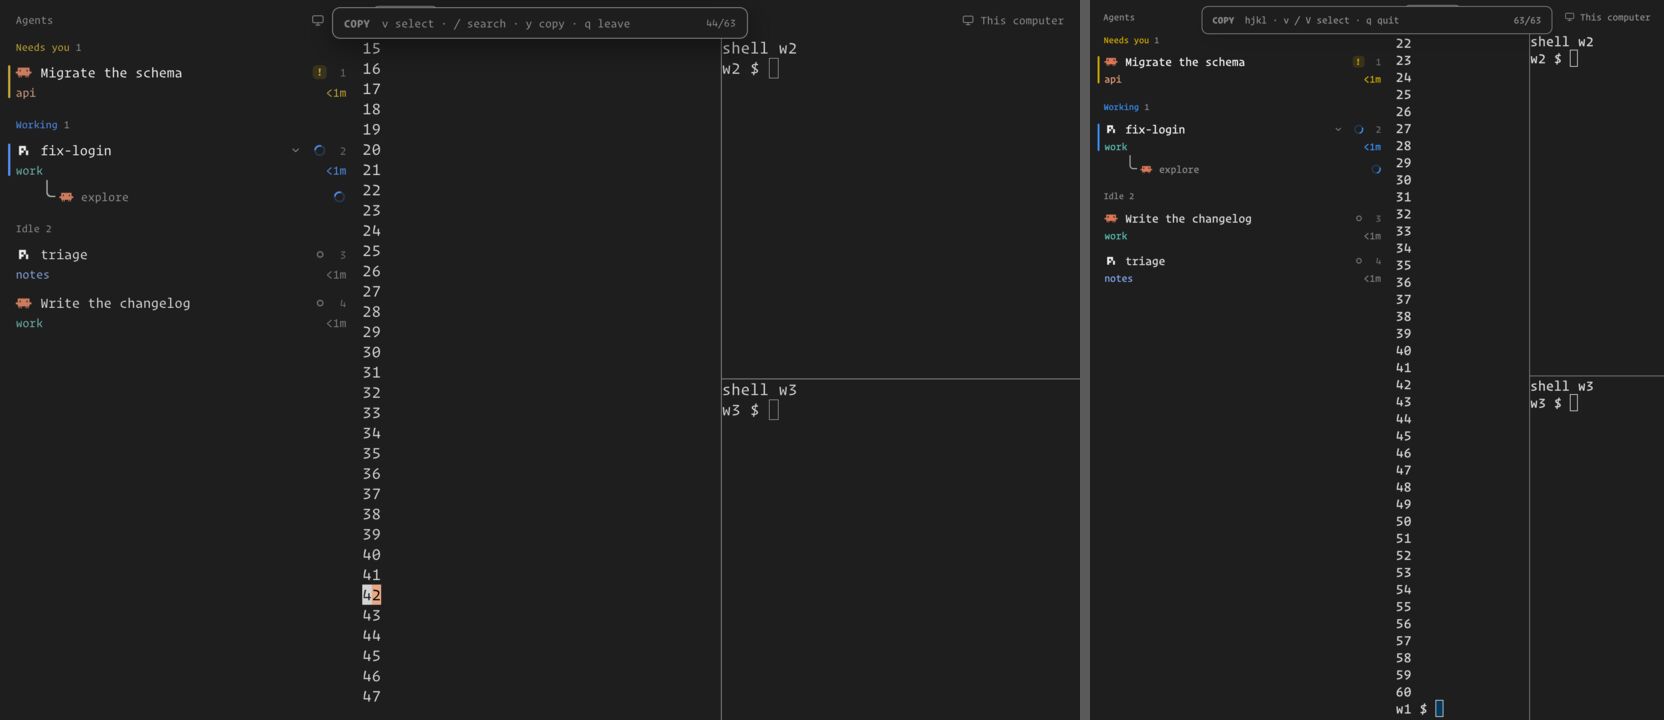 Agents
COPY v select · / search · y copy · q leave 44/63
This computer
Needs you 1
Migrate the schema ! 1
api <1m
Working 1
fix-login 2
work <1m
explore
Idle 2
triage 3
notes <1m
Write the changelog 4
work <1m
15
16
17
18
19
20
21
22
23
24
25
26
27
28
29
30
31
32
33
34
35
36
37
38
39
40
41
42
43
44
45
46
47
shell w2
w2 $
shell w3
w3 $
Agents
COPY hjkl · v / V select · q quit 63/63
This computer
Needs you 1
Migrate the schema ! 1
api <1m
Working 1
fix-login 2
work <1m
explore
Idle 2
Write the changelog 3
work <1m
triage 4
notes <1m
22
23
24
25
26
27
28
29
30
31
32
33
34
35
36
37
38
39
40
41
42
43
44
45
46
47
48
49
50
51
52
53
54
55
56
57
58
59
60
w1 $
shell w2
w2 $
shell w3
w3 $